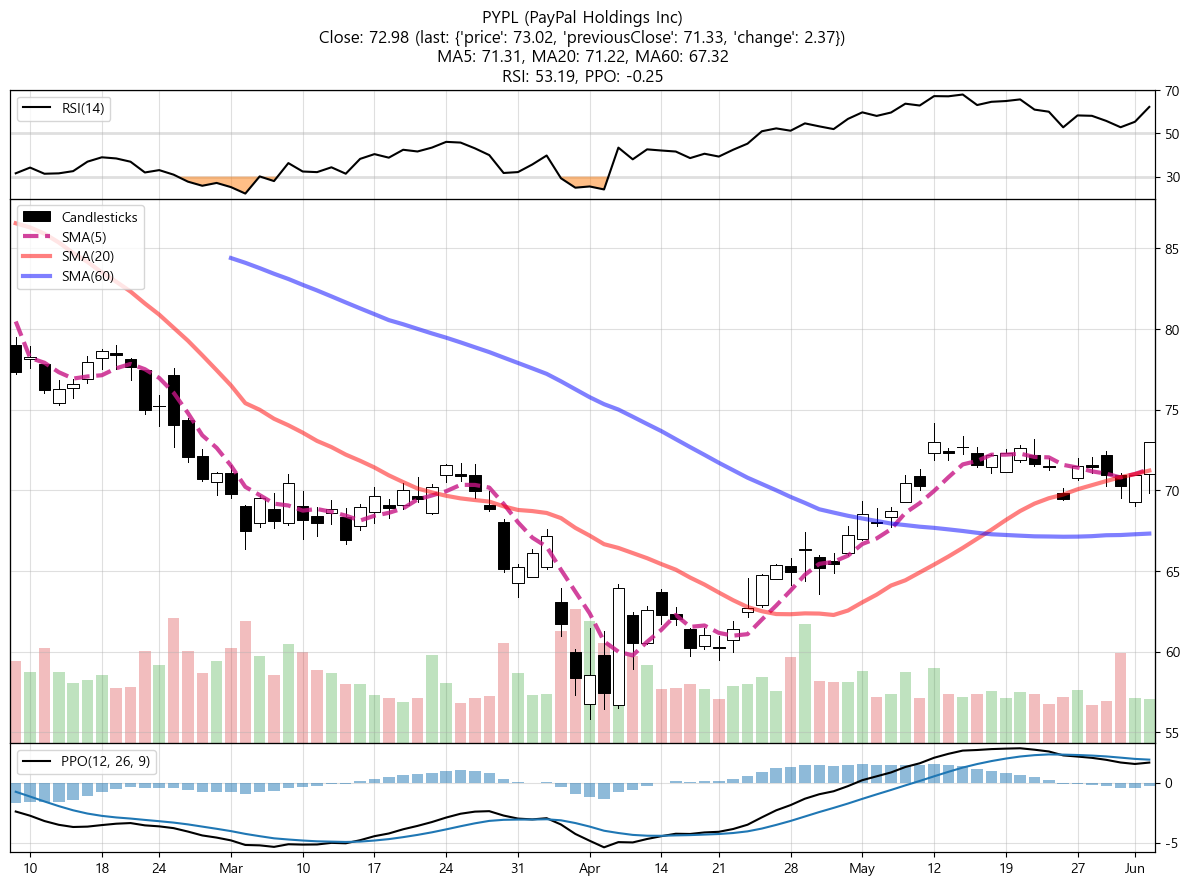 PYPL (PayPal Holdings Inc)
Close: 72.98 (last: {'price': 73.02, 'previousClose': 71.33, 'change': 2.37})
MA5: 71.31, MA20: 71.22, MA60: 67.32
RSI: 53.19, PPO: -0.25
RSI(14)
70
50
30
Candlesticks
SMA(5)
SMA(20)
SMA(60)
85
80
75
70
65
60
55
PPO(12, 26, 9)
0
-5
10 18 24 Mar 10 17 24 31 Apr 14 21 28 May 12 19 27 Jun